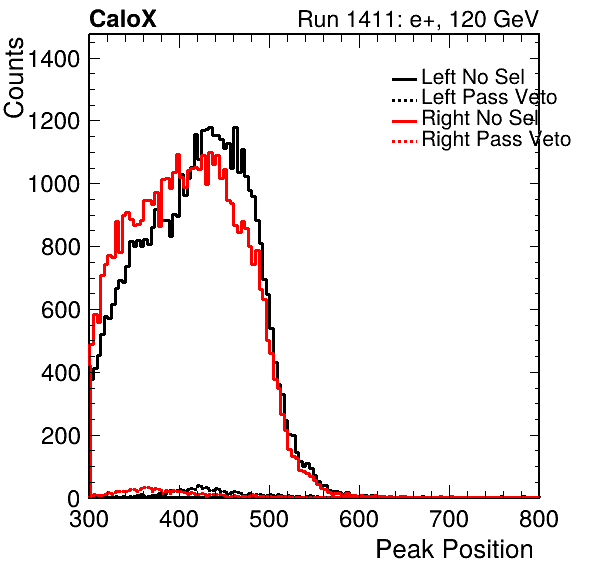 CaloX Run 1411: e+, 120 GeV
Counts
1400
1200
1000
800
600
400
200
0
Left No Sel
Left Pass Veto
Right No Sel
Right Pass Veto
300 400 500 600 700 800
Peak Position